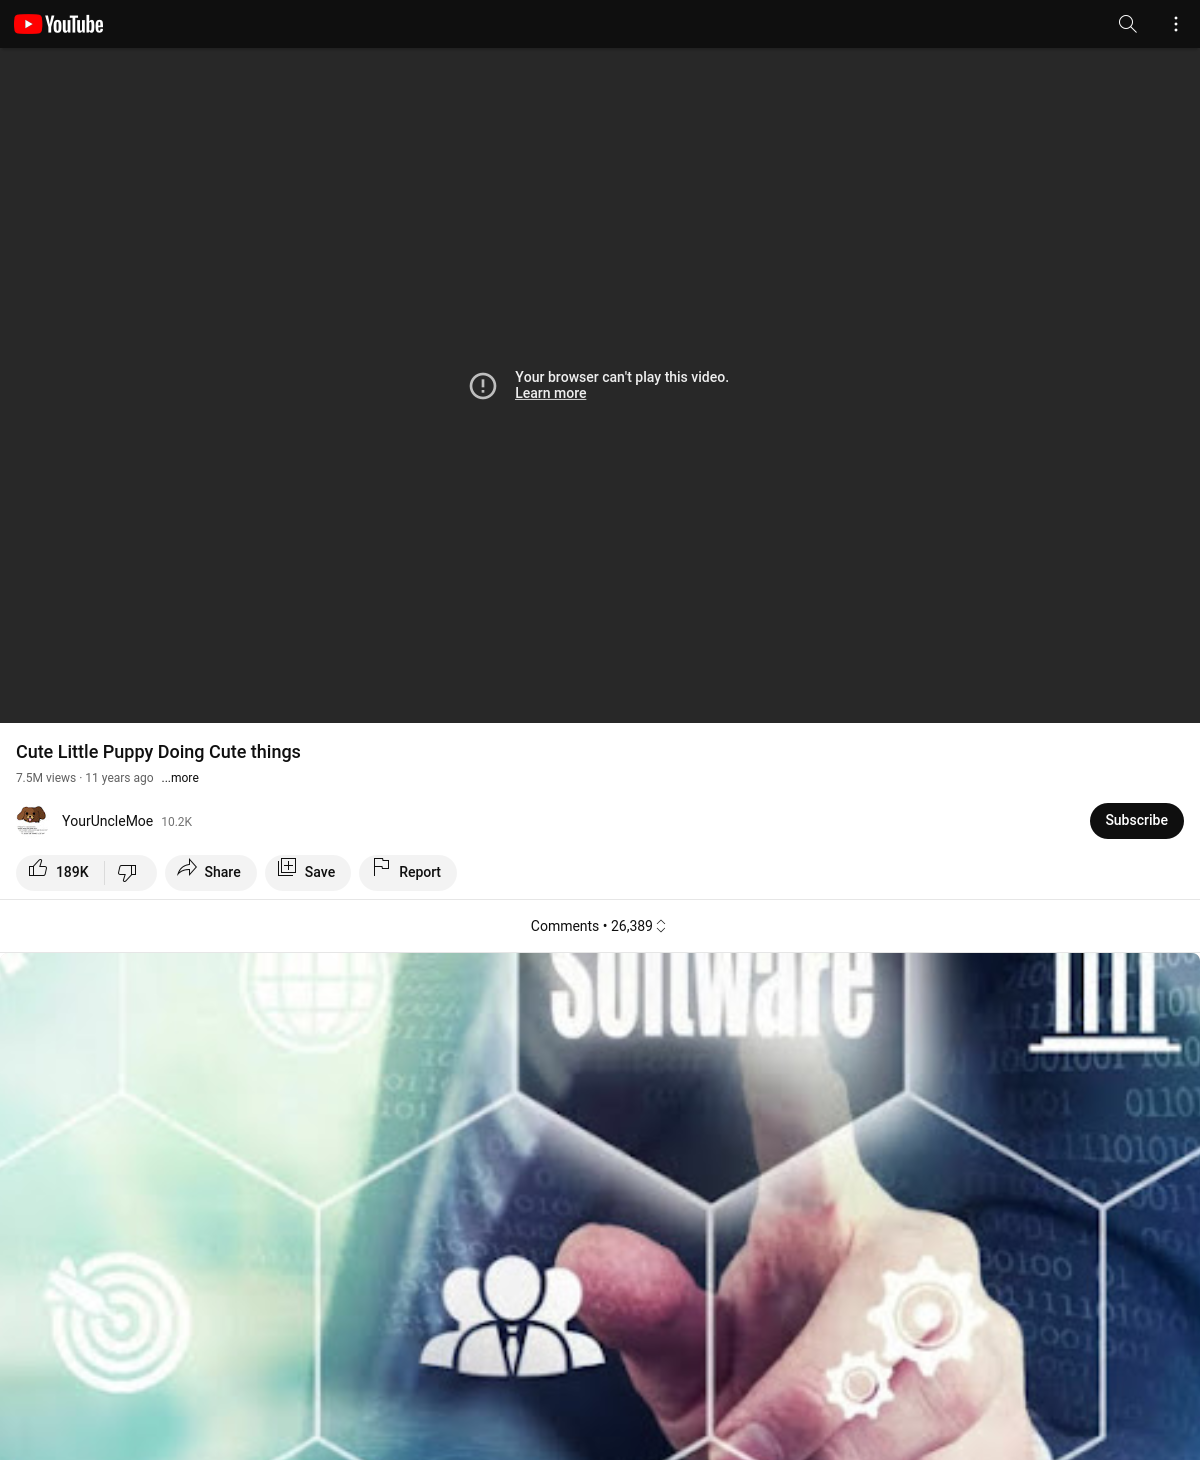 YouTube
Your browser can't play this video.
Learn more
Cute Little Puppy Doing Cute things
7.5M views · 11 years ago ...more
YourUncleMoe 10.2K
Subscribe
189K
Share
Save
Report
Comments • 26,389
Software